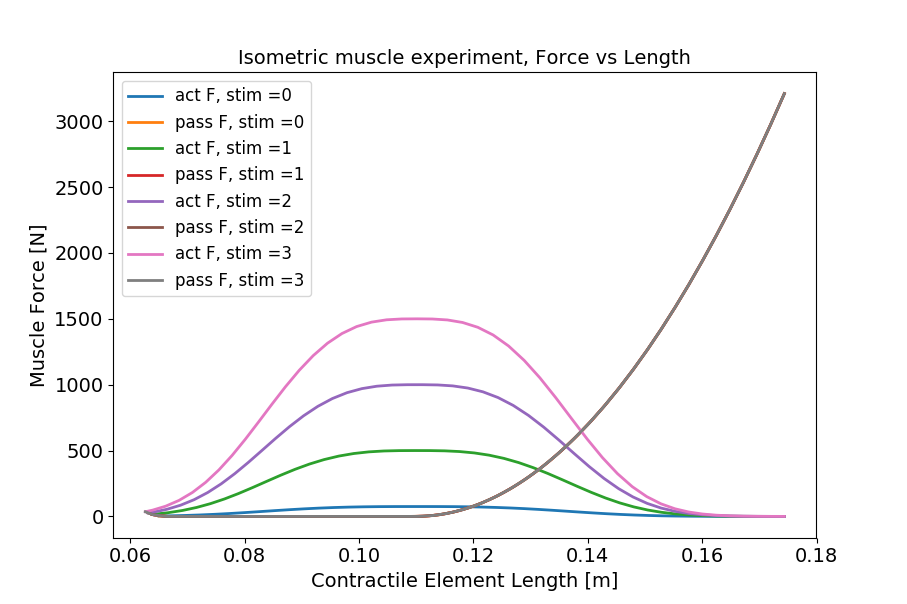 Isometric muscle experiment, Force vs Length
act F, stim =0
pass F, stim =0
act F, stim =1
pass F, stim =1
act F, stim =2
pass F, stim =2
act F, stim =3
pass F, stim =3
Muscle Force [N]
3000
2500
2000
1500
1000
500
0
0.06 0.08 0.10 0.12 0.14 0.16 0.18
Contractile Element Length [m]